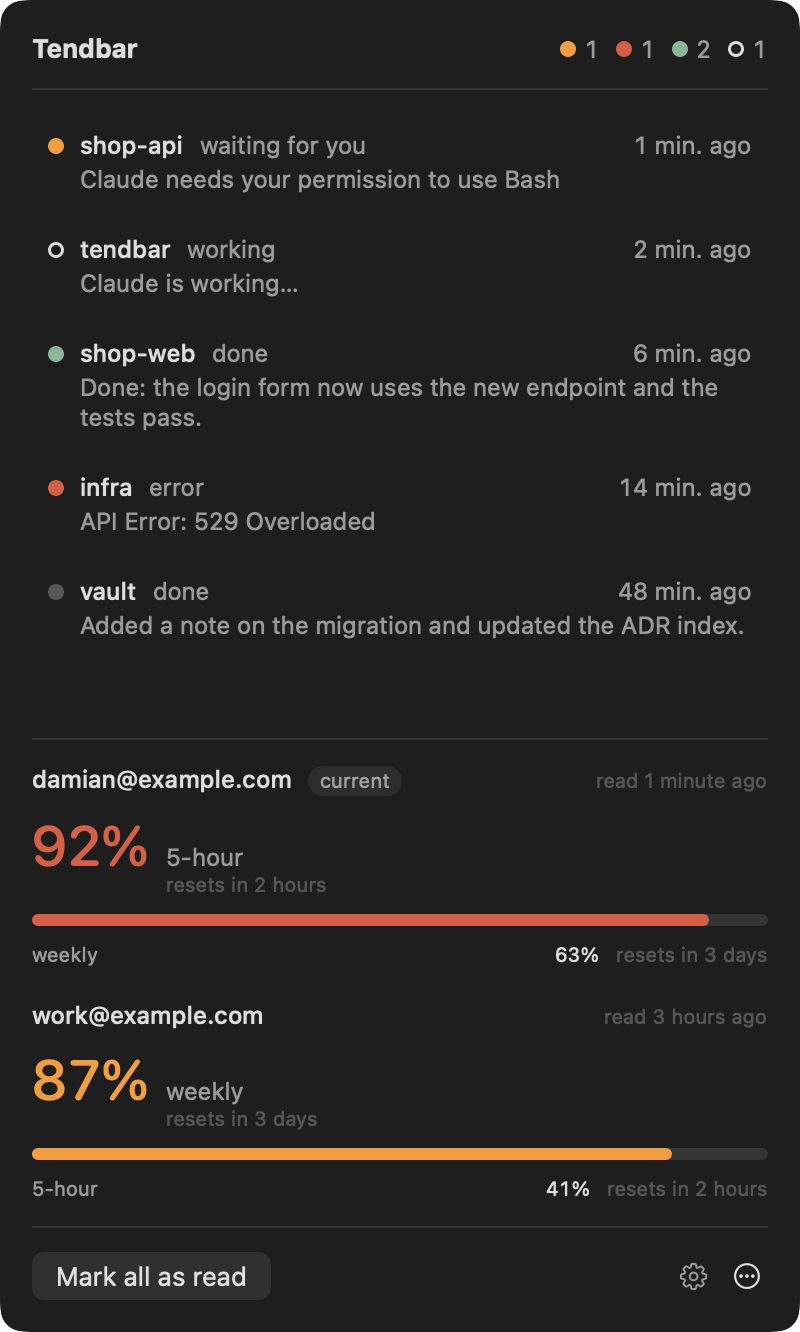 Tendbar 1 1 2 1
shop-api waiting for you 1 min. ago
Claude needs your permission to use Bash
tendbar working 2 min. ago
Claude is working...
shop-web done 6 min. ago
Done: the login form now uses the new endpoint and the
tests pass.
infra error 14 min. ago
API Error: 529 Overloaded
vault done 48 min. ago
Added a note on the migration and updated the ADR index.
damian@example.com current read 1 minute ago
92% 5-hour
resets in 2 hours
weekly 63% resets in 3 days
work@example.com read 3 hours ago
87% weekly
resets in 3 days
5-hour 41% resets in 2 hours
Mark all as read